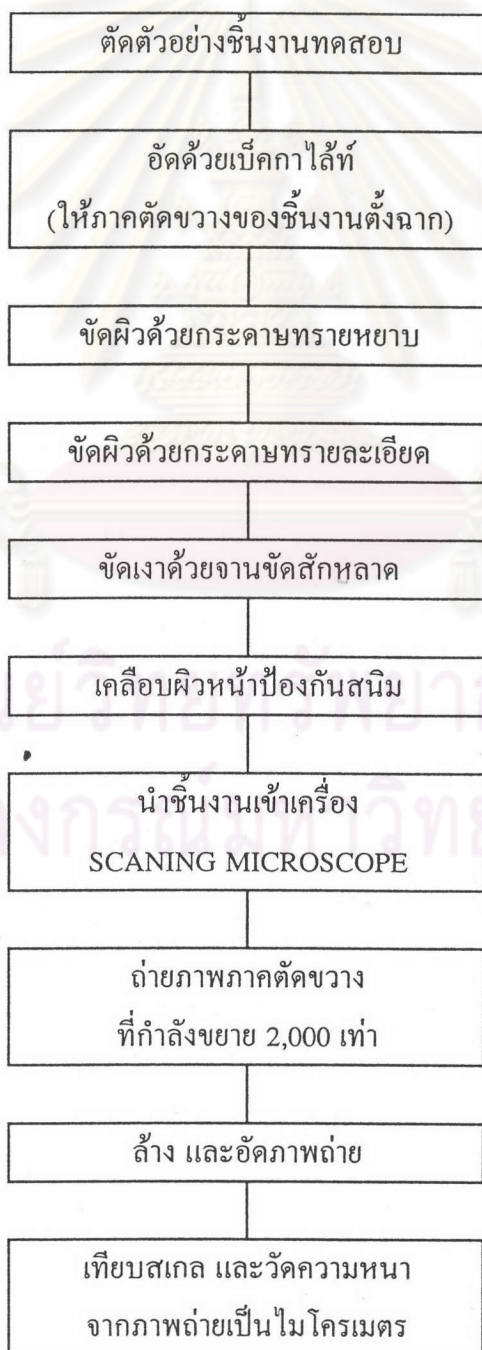 ตัดตัวอย่างชิ้นงานทดสอบ
อัดด้วยเบ็คกาไล้ท์
(ให้ภาคตัดขวางของชิ้นงานตั้งฉาก)
ขัดผิวด้วยกระดาษทรายหยาบ
ขัดผิวด้วยกระดาษทรายละเอียด
ขัดเงาด้วยจานขัดสักหลาด
เคลือบผิวหน้าป้องกันสนิม
นำชิ้นงานเข้าเครื่อง
SCANING MICROSCOPE
ถ่ายภาพภาคตัดขวาง
ที่กำลังขยาย 2,000 เท่า
ล้าง และอัดภาพถ่าย
เทียบสเกล และวัดความหนา
จากภาพถ่ายเป็นไมโครเมตร